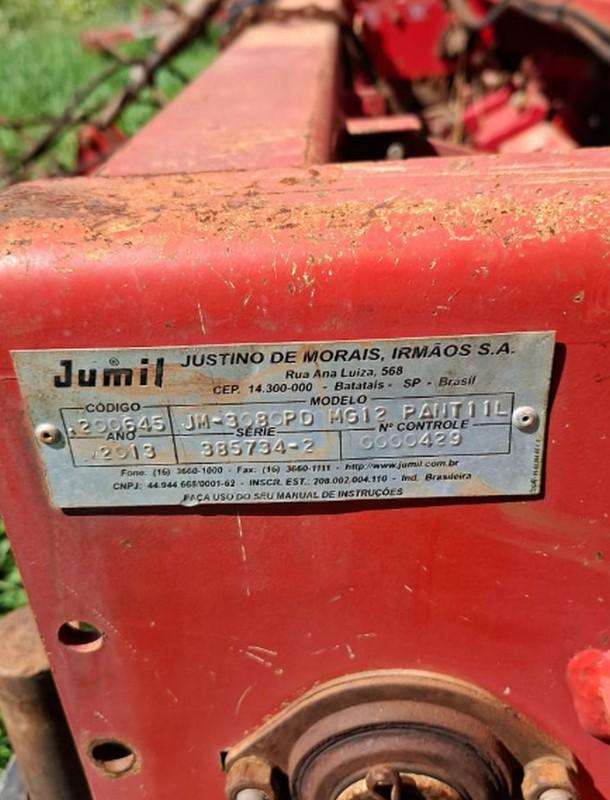 Jumil ® JUSTINO DE MORAIS, IRMÃOS S.A.
Rua Ana Luiza, 568
CEP. 14.300-000 - Batatais - SP - Brasil
CÓDIGO MODELO
200645 JM-3080PD MG12 PANT11L
ANO SÉRIE Nº CONTROLE
2013 385734-2 0000429
Fone: (16) 3660-1000 - Fax: (16) 3660-1111 - http://www.jumil.com.br
CNPJ: 44.944.668/0001-62 - INSCR. EST.: 208.002.004.110 - Ind. Brasileira
FAÇA USO DO SEU MANUAL DE INSTRUÇÕES